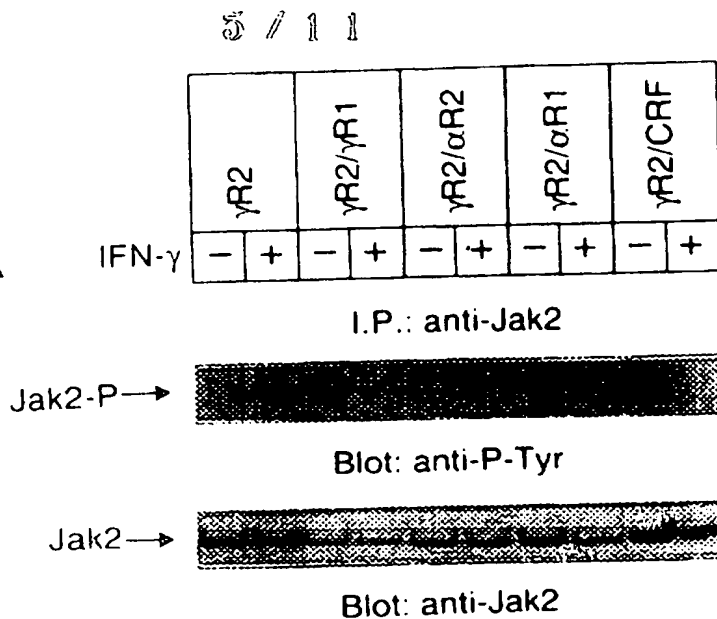 5 / 1 1
γR2
γR2/γR1
γR2/αR2
γR2/αR1
γR2/CRF
IFN-γ − + − + − + − + − +
I.P.: anti-Jak2
Jak2-P→
Blot: anti-P-Tyr
Jak2→
Blot: anti-Jak2